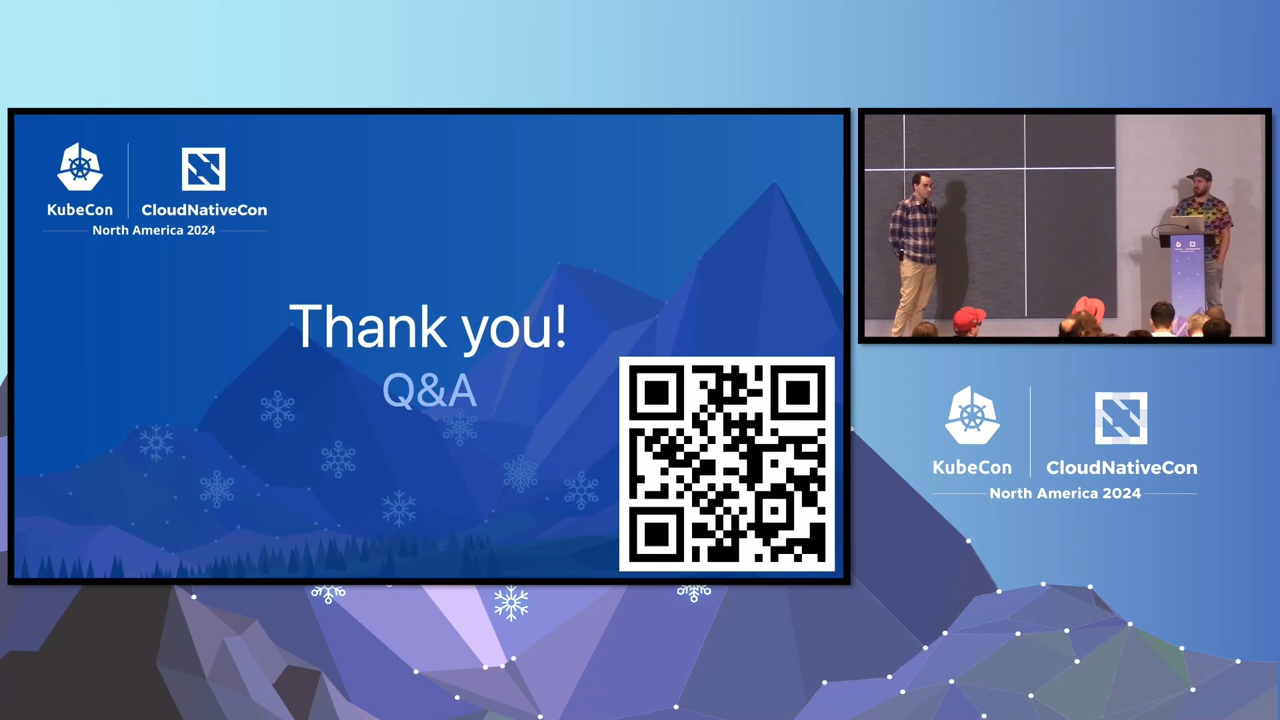 KubeCon
CloudNativeCon
North America 2024
Thank you!
Q&A
KubeCon
CloudNativeCon
North America 2024